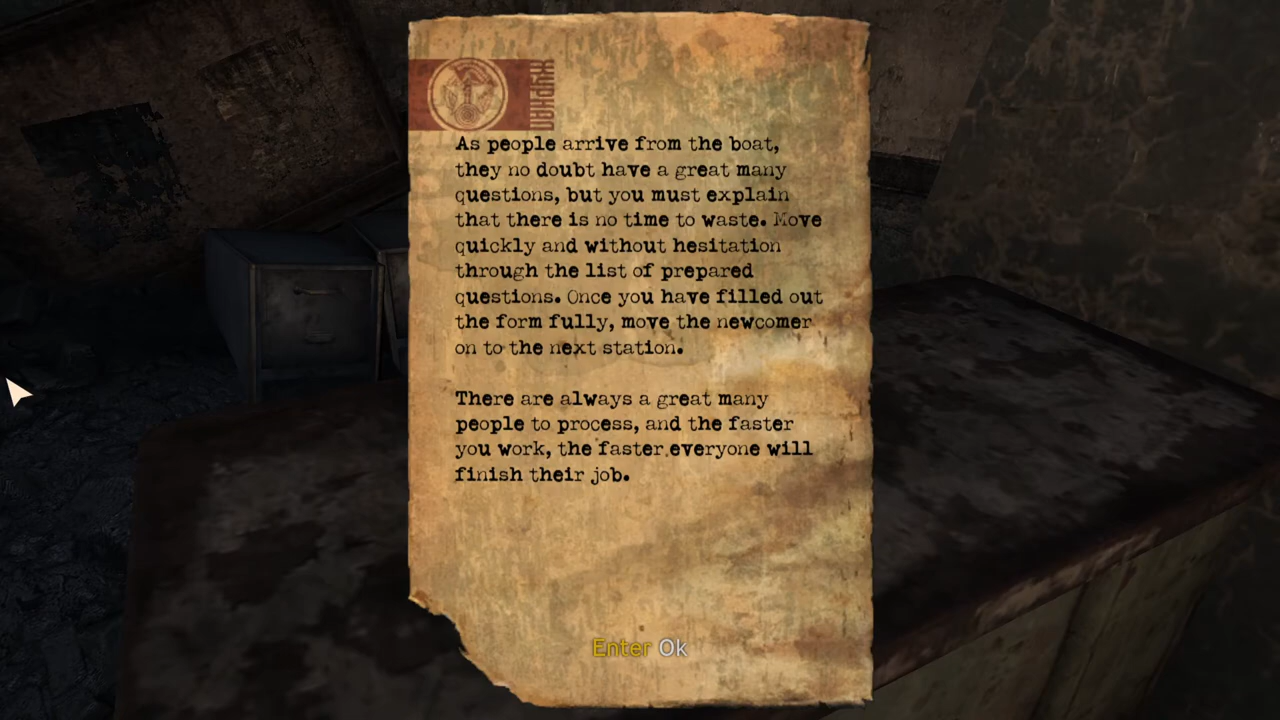 As people arrive from the boat,
they no doubt have a great many
questions, but you must explain
that there is no time to waste. Move
quickly and without hesitation
through the list of prepared
questions. Once you have filled out
the form fully, move the newcomer
on to the next station.
There are always a great many
people to process, and the faster
you work, the faster everyone will
finish their job.
Enter Ok